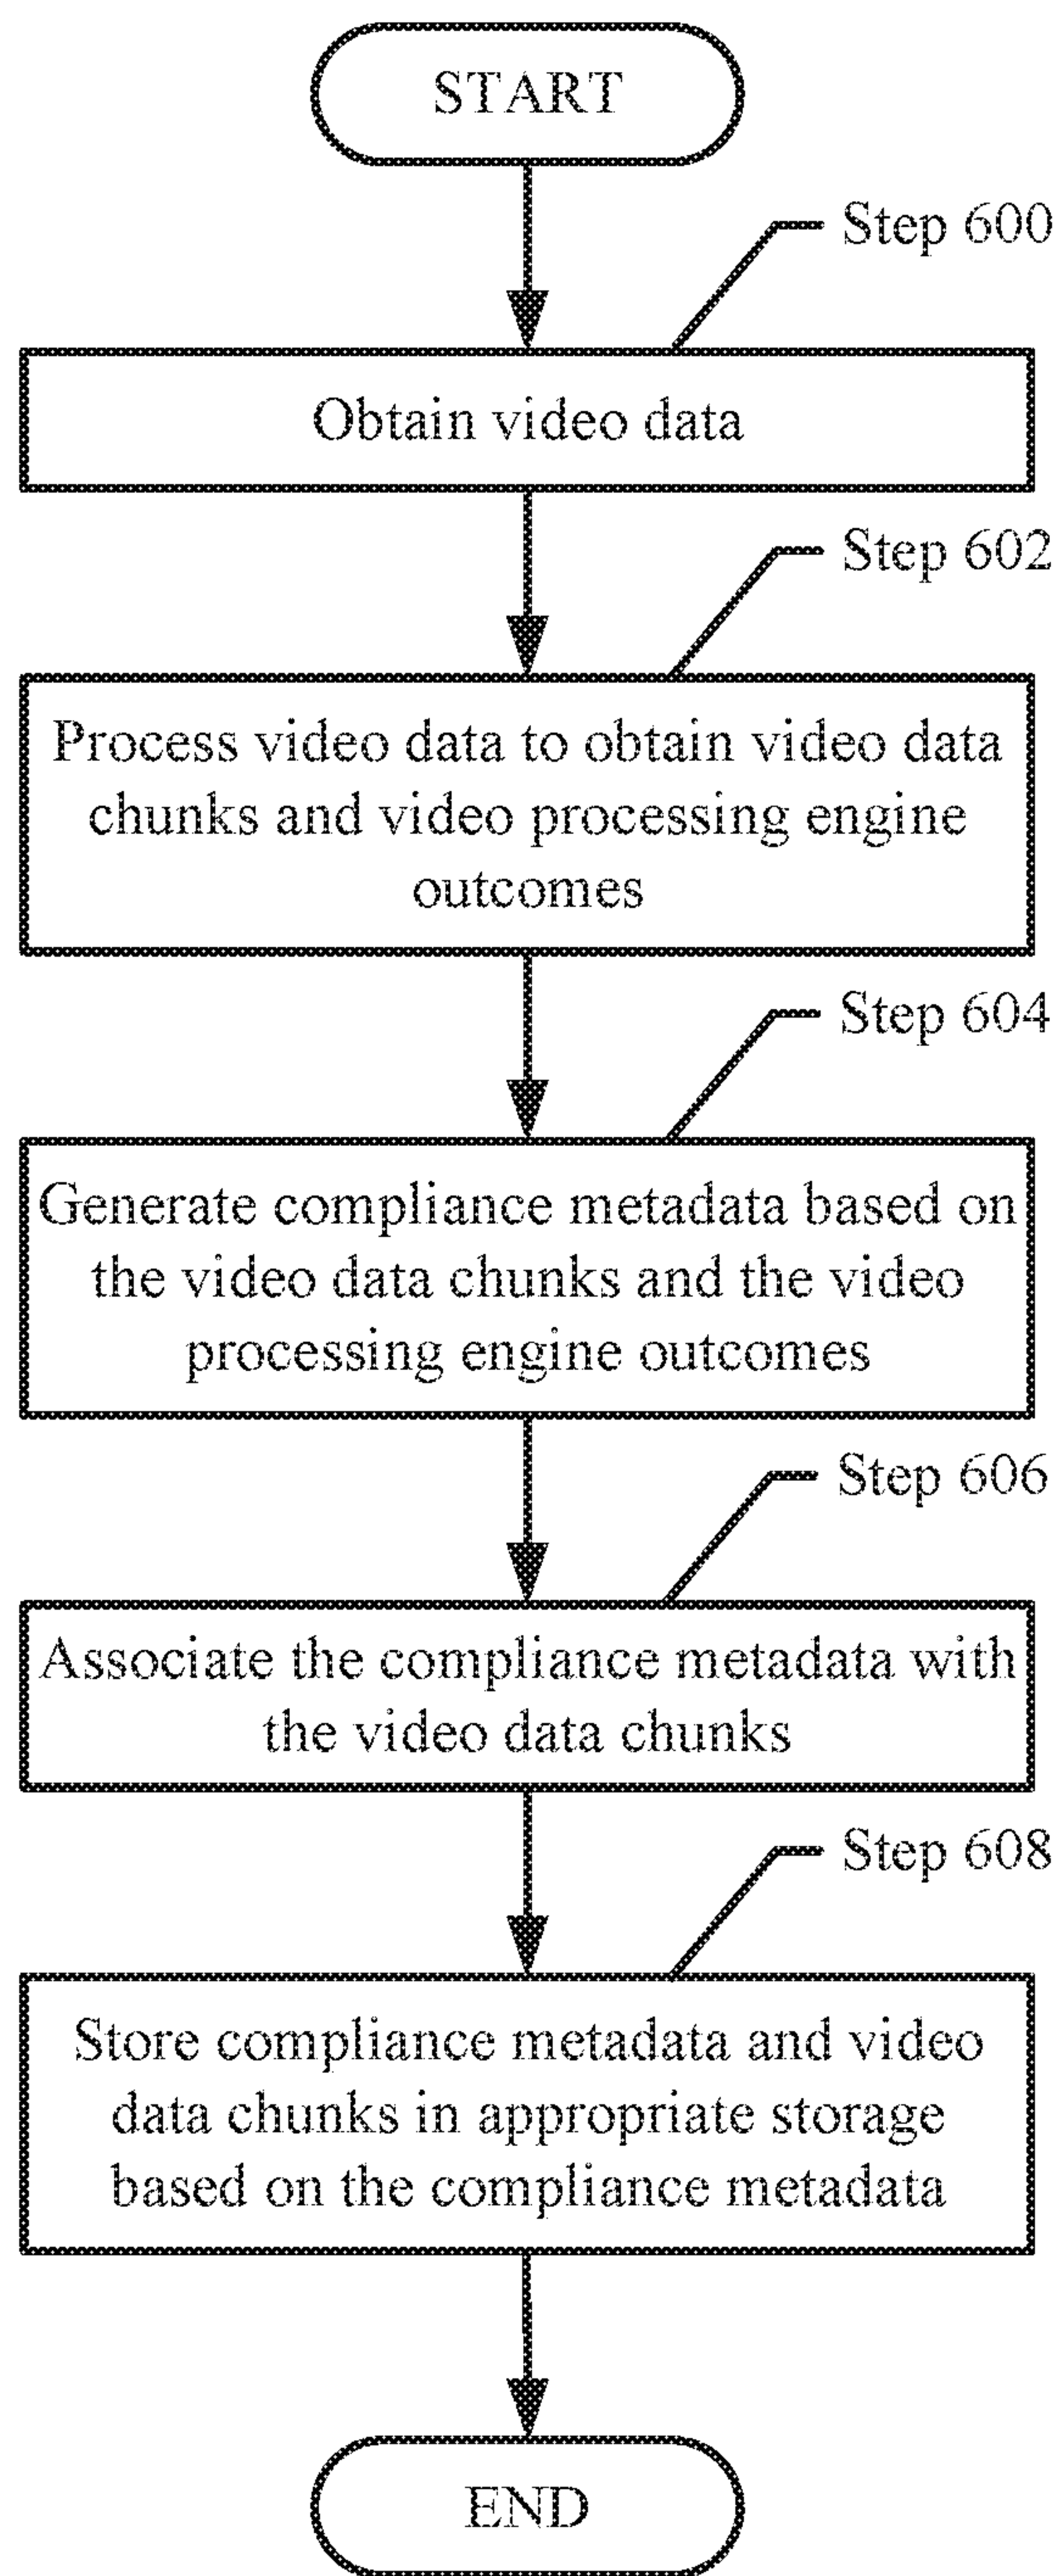 START
Step 600
Obtain video data
Step 602
Process video data to obtain video data
chunks and video processing engine
outcomes
Step 604
Generate compliance metadata based on
the video data chunks and the video
processing engine outcomes
Step 606
Associate the compliance metadata with
the video data chunks
Step 608
Store compliance metadata and video
data chunks in appropriate storage
based on the compliance metadata
END